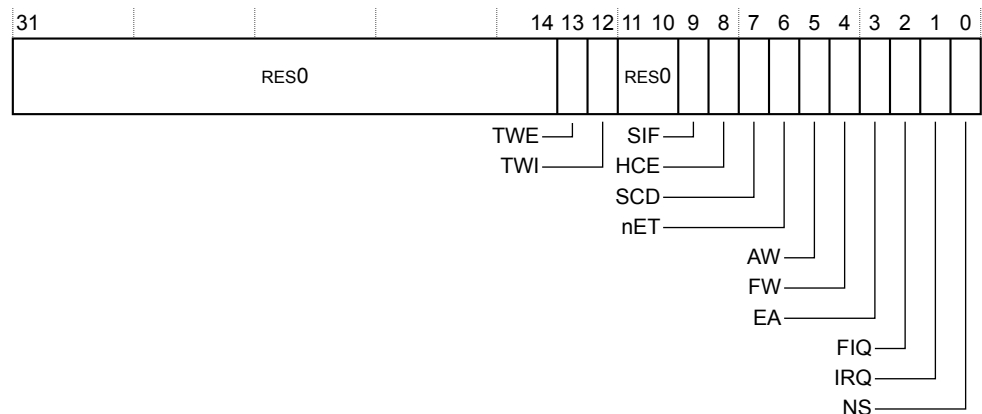 31 14 13 12 11 10 9 8 7 6 5 4 3 2 1 0
RES0 RES0
TWE SIF
TWI HCE
SCD
nET
AW
FW
EA
FIQ
IRQ
NS